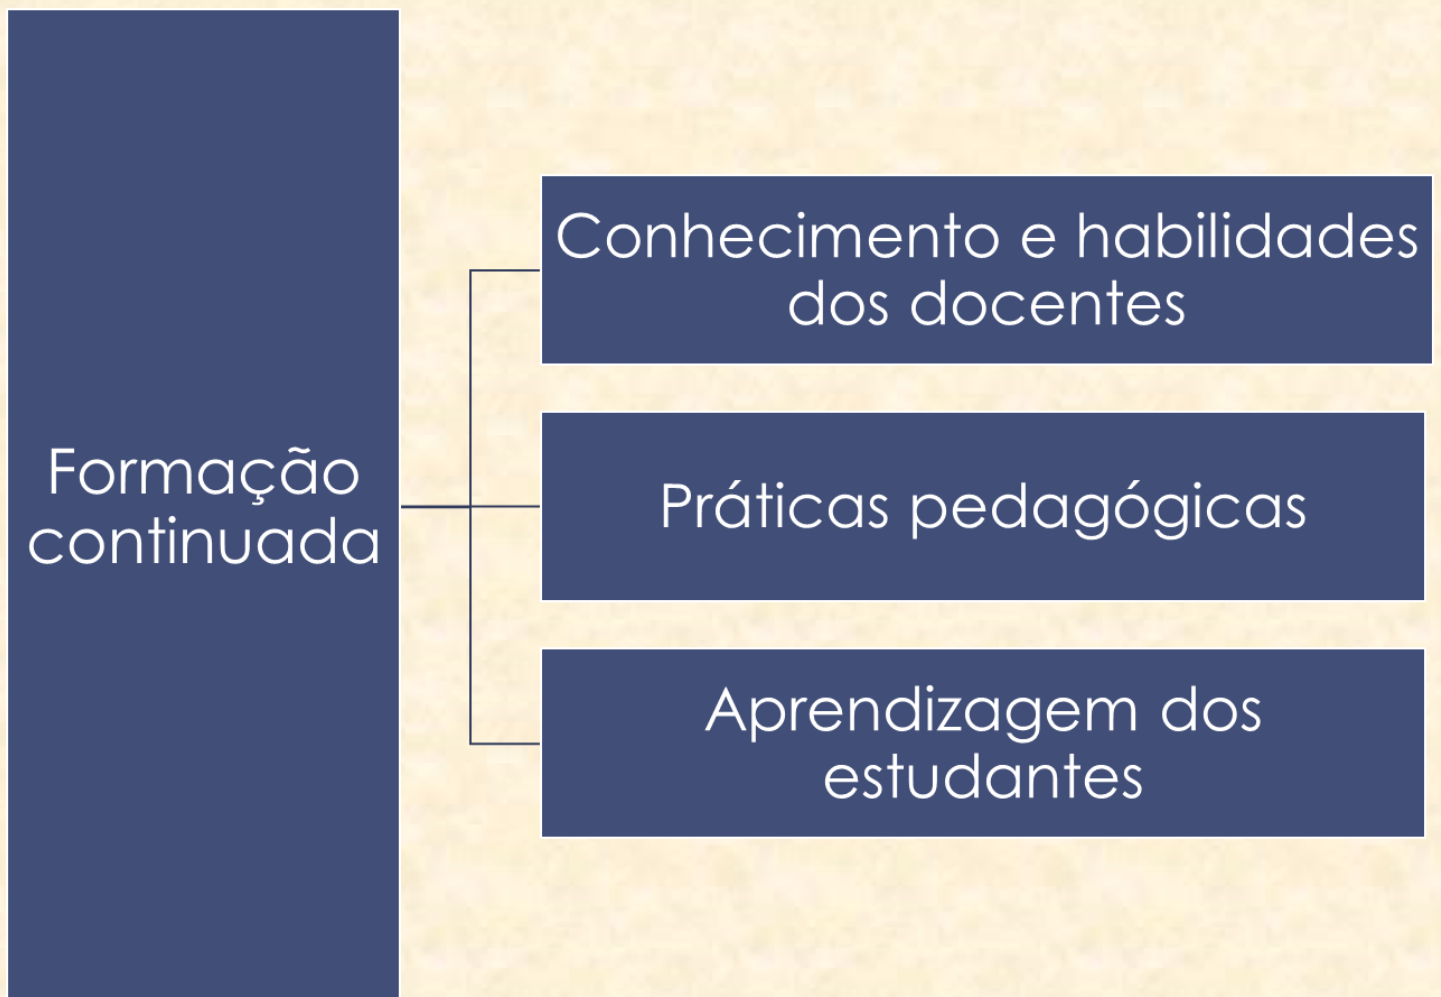 Formação
continuada
Conhecimento e habilidades
dos docentes
Práticas pedagógicas
Aprendizagem dos
estudantes